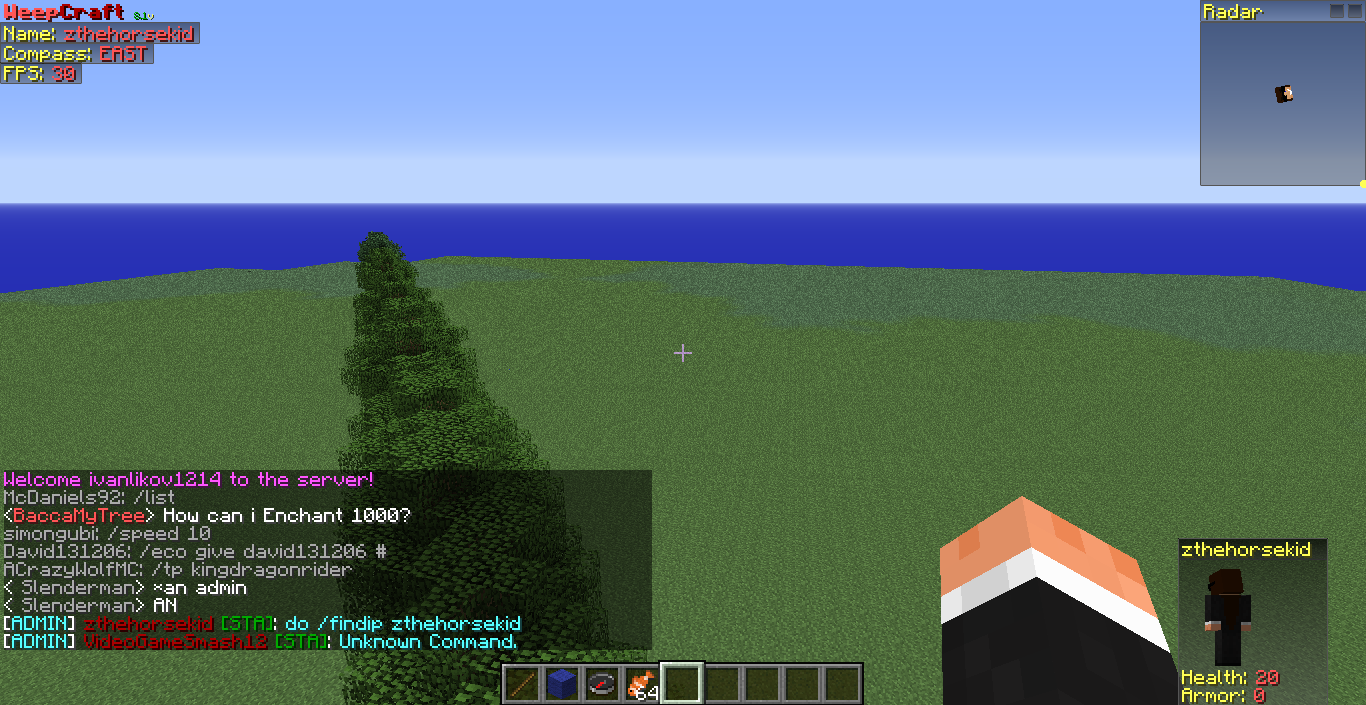 WeepCraft 8.1v
Name: zthehorsekid
Compass: EAST
FPS: 30
Radar
Welcome ivanlikov1214 to the server!
McDaniels92: /list
<BaccaMyTree> How can i Enchant 1000?
simongubi: /speed 10
David131206: /eco give david131206 #
ACrazyWolfMC: /tp kingdragonrider
< Slenderman> *an admin
< Slenderman> AN
[ADMIN] zthehorsekid [STA]: do /findip zthehorsekid
[ADMIN] VideoGameSmash12 [STA]: Unknown Command.
64
zthehorsekid
Health: 20
Armor: 0